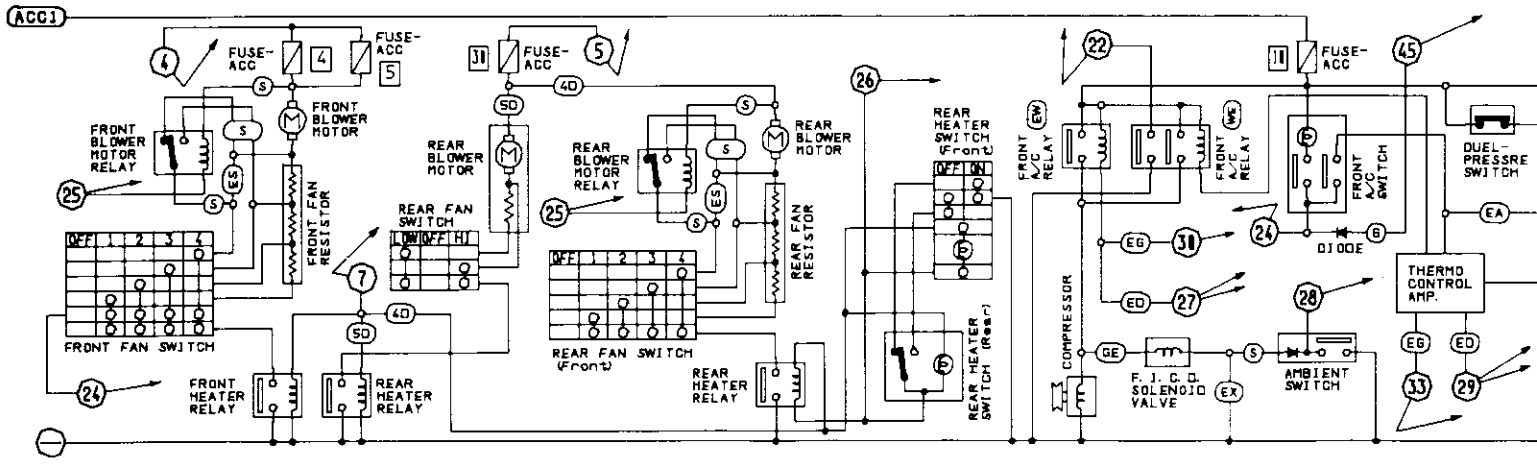 ACC1
4
FUSE-
ACC
4
FUSE-
ACC
5
S
FRONT
BLOWER
MOTOR
M
FRONT
BLOWER
MOTOR
RELAY
S
ES
S
25
FRONT FAN
RESISTOR
OFF 1 2 3 4
FRONT FAN SWITCH
24
FRONT
HEATER
RELAY
REAR
HEATER
RELAY
7
4D
5D
FUSE-
ACC
5
5D
4D
REAR
BLOWER
MOTOR
M
REAR FAN
SWITCH
LOW OFF HI
REAR
BLOWER
MOTOR
RELAY
S
S
ES
S
25
M
REAR
BLOWER
MOTOR
REAR FAN
RESISTOR
OFF 1 2 3 4
REAR FAN SWITCH
(Front)
REAR
HEATER
RELAY
26
REAR
HEATER
SWITCH
(Front)
OFF ON
REAR HEATER
SWITCH (Rear)
22
EW
FRONT
A/C
RELAY
WE
FRONT
A/C
RELAY
FUSE-
ACC
FRONT
A/C
SWITCH
45
DUEL-
PRESSRE
SWITCH
24
DIODE
G
EA
EG
ED
27
28
COMPRESSOR
GE
F. I. C. D.
SOLENOID
VALVE
S
EX
AMBIENT
SWITCH
THERMO
CONTROL
AMP.
EG
ED
33
29